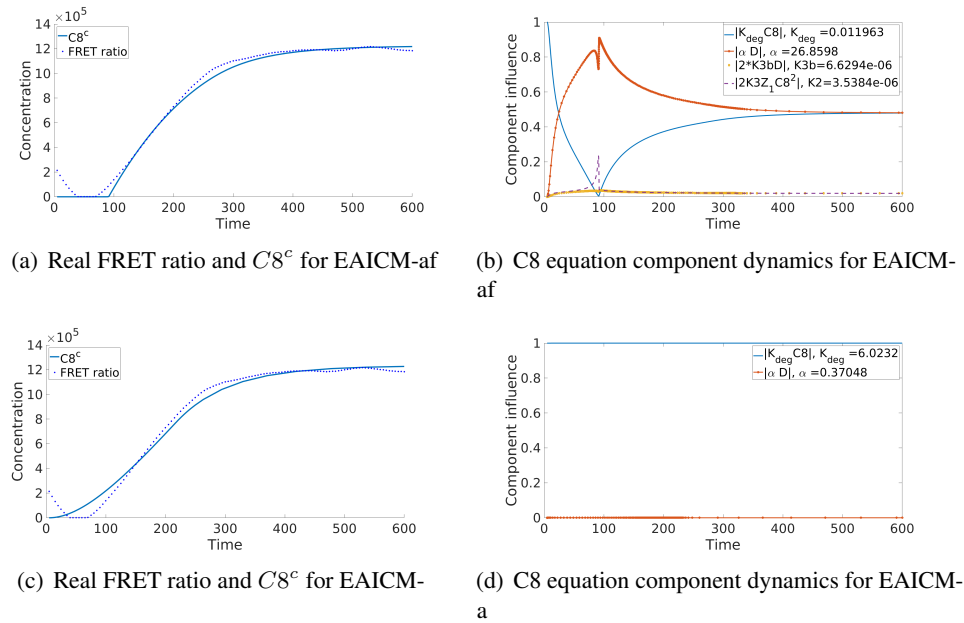 ×10^5
14
12
10
8
6
4
2
0
Concentration
C8^c
FRET ratio
0 100 200 300 400 500 600
Time
(a) Real FRET ratio and C8^c for EAICM-af
1
0.8
0.6
0.4
0.2
0
Component influence
|K_deg C8|, K_deg =0.011963
|α D|, α =26.8598
|2*K3bD|, K3b=6.6294e-06
|2K3Z_1C8^2|, K2=3.5384e-06
0 100 200 300 400 500 600
Time
(b) C8 equation component dynamics for EAICM-
af
×10^5
14
12
10
8
6
4
2
0
Concentration
C8^c
FRET ratio
0 100 200 300 400 500 600
Time
(c) Real FRET ratio and C8^c for EAICM-
1
0.8
0.6
0.4
0.2
0
Component influence
|K_deg C8|, K_deg =6.0232
|α D|, α =0.37048
0 100 200 300 400 500 600
Time
(d) C8 equation component dynamics for EAICM-
a